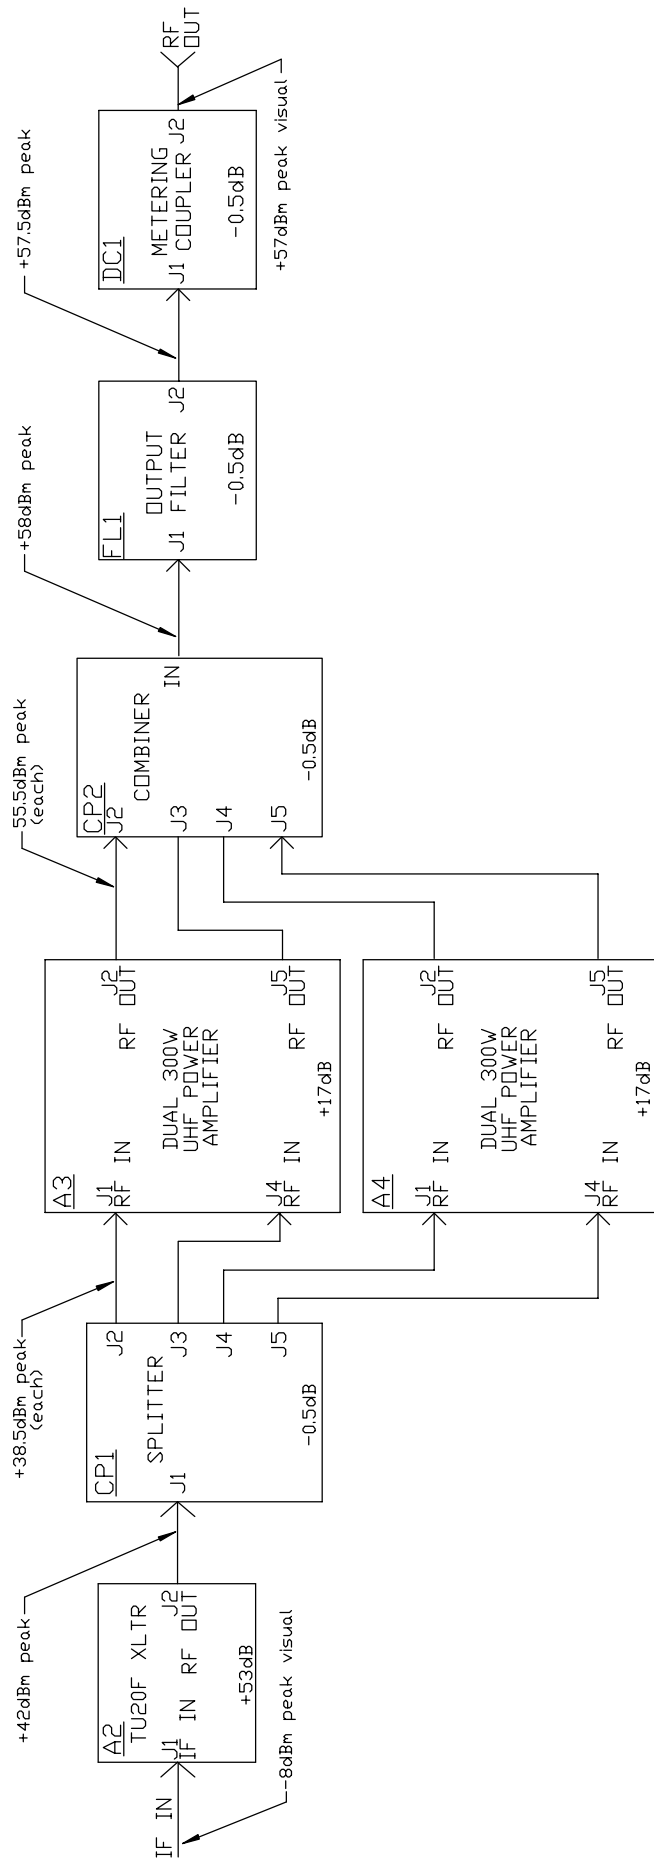 IF IN
-8dBm peak visual
A2
TU20F XLTR
J1
IF IN RF OUT
J2
+53dB
+42dBm peak
CP1
SPLITTER
J1
J2
J3
J4
J5
-0.5dB
+38.5dBm peak
(each)
A3
J1
RF IN
J4
RF IN
DUAL 300W
UHF POWER
AMPLIFIER
J2
RF OUT
J5
RF OUT
+17dB
A4
J1
RF IN
J4
RF IN
DUAL 300W
UHF POWER
AMPLIFIER
J2
RF OUT
J5
RF OUT
+17dB
55.5dBm peak
(each)
CP2
COMBINER
J2
J3
J4
J5
IN
-0.5dB
+58dBm peak
FL1
OUTPUT
FILTER
J1
J2
-0.5dB
+57.5dBm peak
DC1
METERING
COUPLER
J1
J2
-0.5dB
+57dBm peak visual
RF
OUT